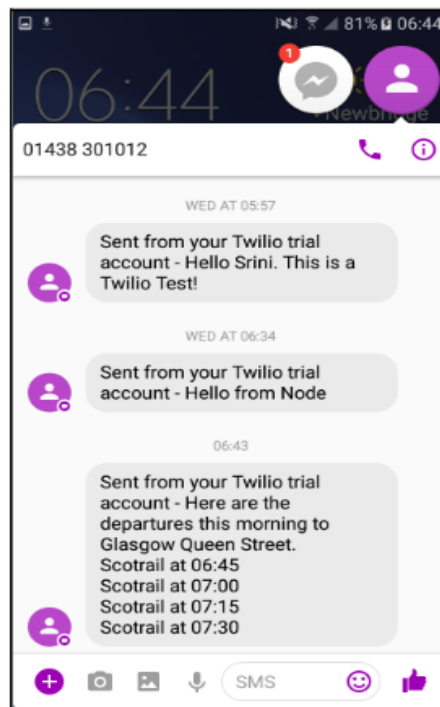 81% 06:44
06:44
1
Newbridge
01438 301012
WED AT 05:57
Sent from your Twilio trial
account - Hello Srini. This is a
Twilio Test!
WED AT 06:34
Sent from your Twilio trial
account - Hello from Node
06:43
Sent from your Twilio trial
account - Here are the
departures this morning to
Glasgow Queen Street.
Scotrail at 06:45
Scotrail at 07:00
Scotrail at 07:15
Scotrail at 07:30
SMS